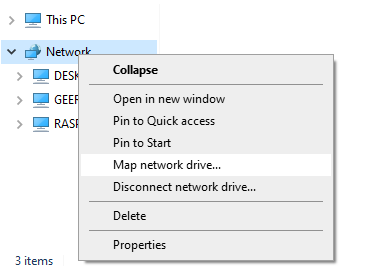 This PC
Network
DESK
GEEF
RASP
Collapse
Open in new window
Pin to Quick access
Pin to Start
Map network drive...
Disconnect network drive...
Delete
Properties
3 items